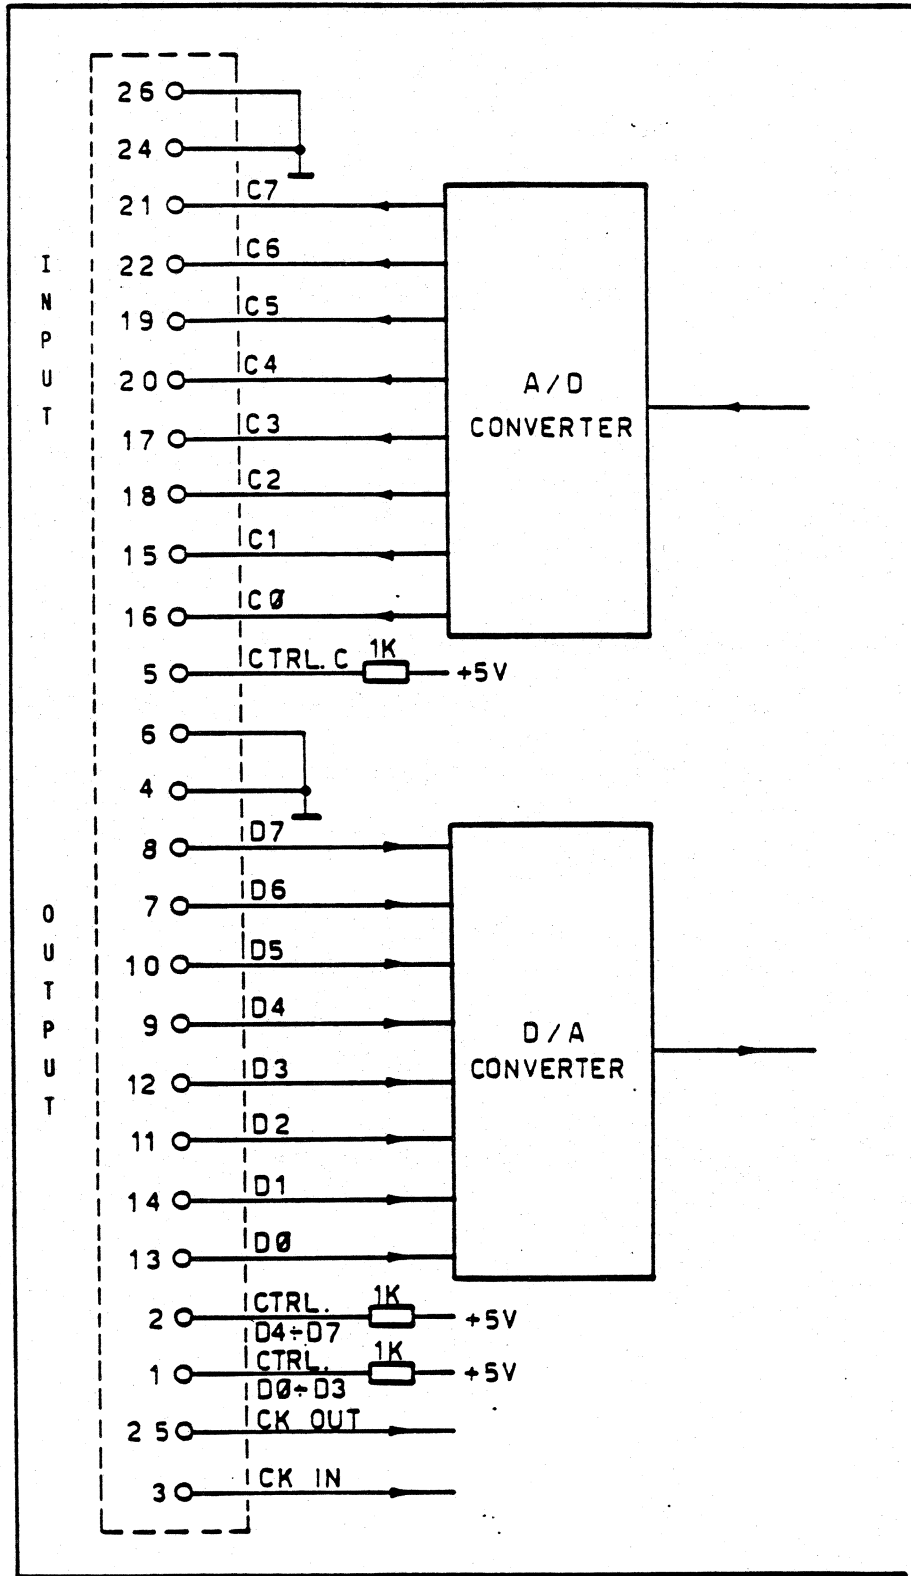 INPUT
26
24
21 C7
22 C6
19 C5
20 C4
17 C3
18 C2
15 C1
16 CØ
A/D
CONVERTER
5 CTRL. C 1K +5V
6
4
OUTPUT
8 D7
7 D6
10 D5
9 D4
12 D3
11 D2
14 D1
13 DØ
D/A
CONVERTER
2 CTRL. 1K +5V
D4÷D7
1 CTRL. 1K +5V
DØ÷D3
25 CK OUT
3 CK IN